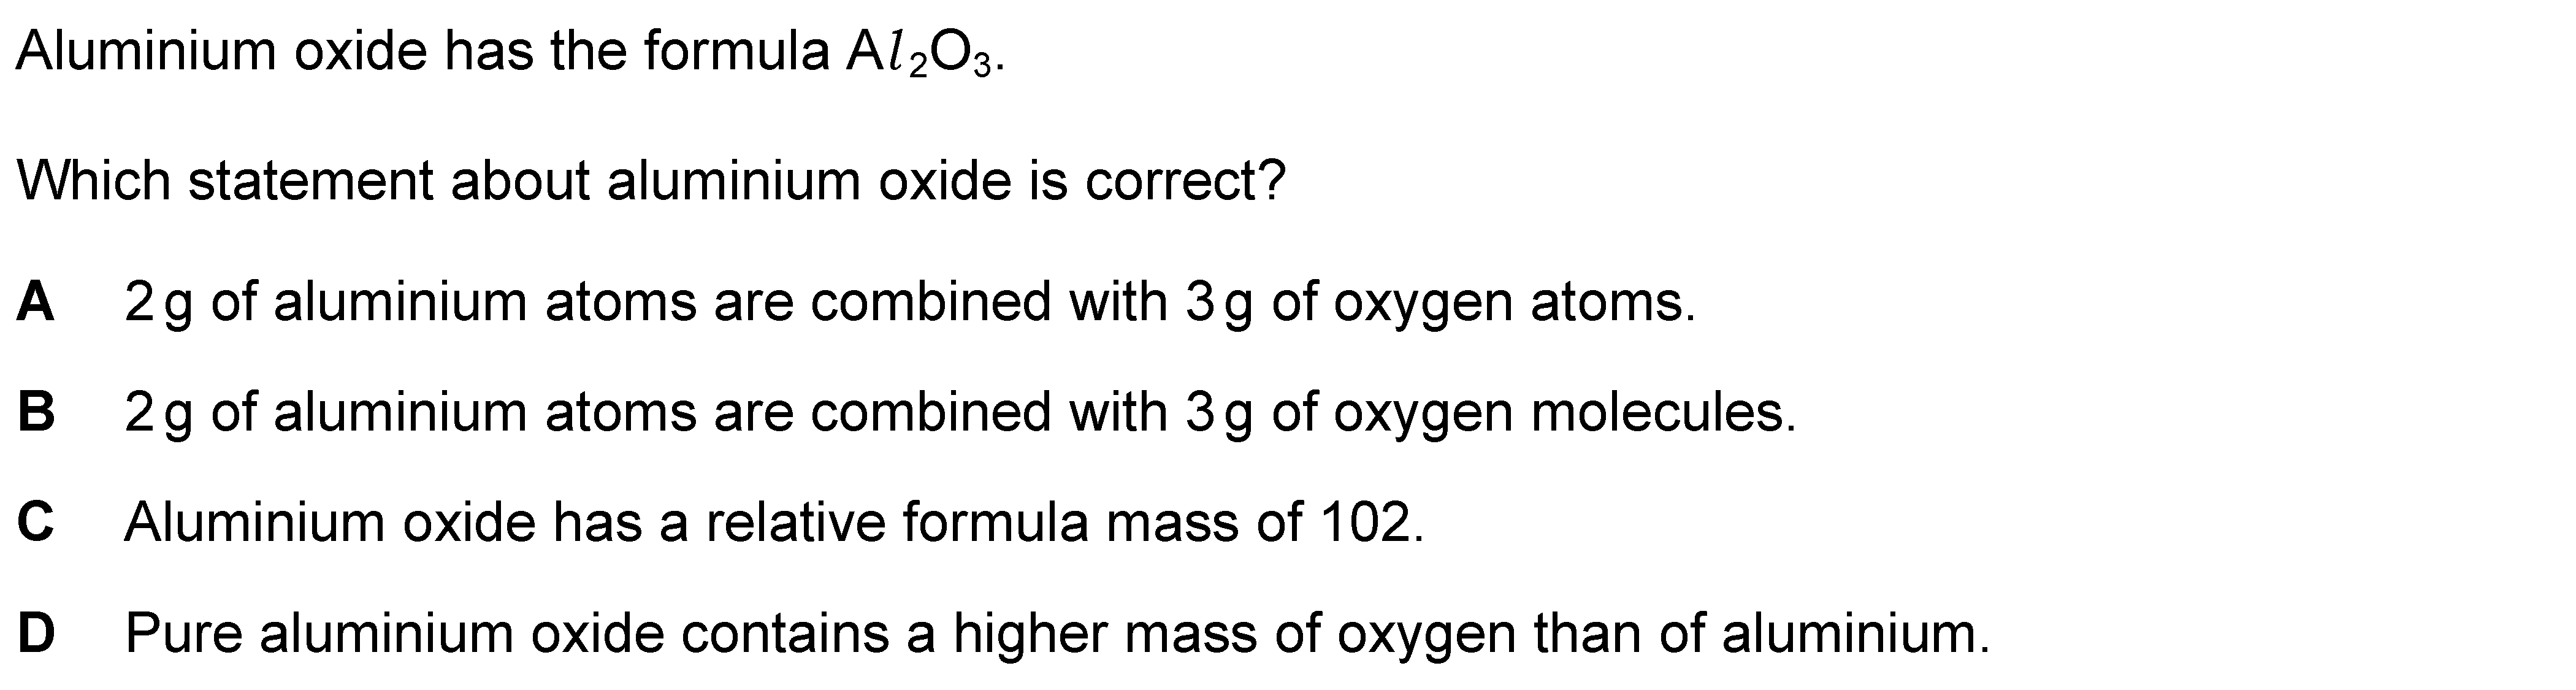 Aluminium oxide has the formula Al₂O₃.
Which statement about aluminium oxide is correct?
A 2 g of aluminium atoms are combined with 3 g of oxygen atoms.
B 2 g of aluminium atoms are combined with 3 g of oxygen molecules.
C Aluminium oxide has a relative formula mass of 102.
D Pure aluminium oxide contains a higher mass of oxygen than of aluminium.